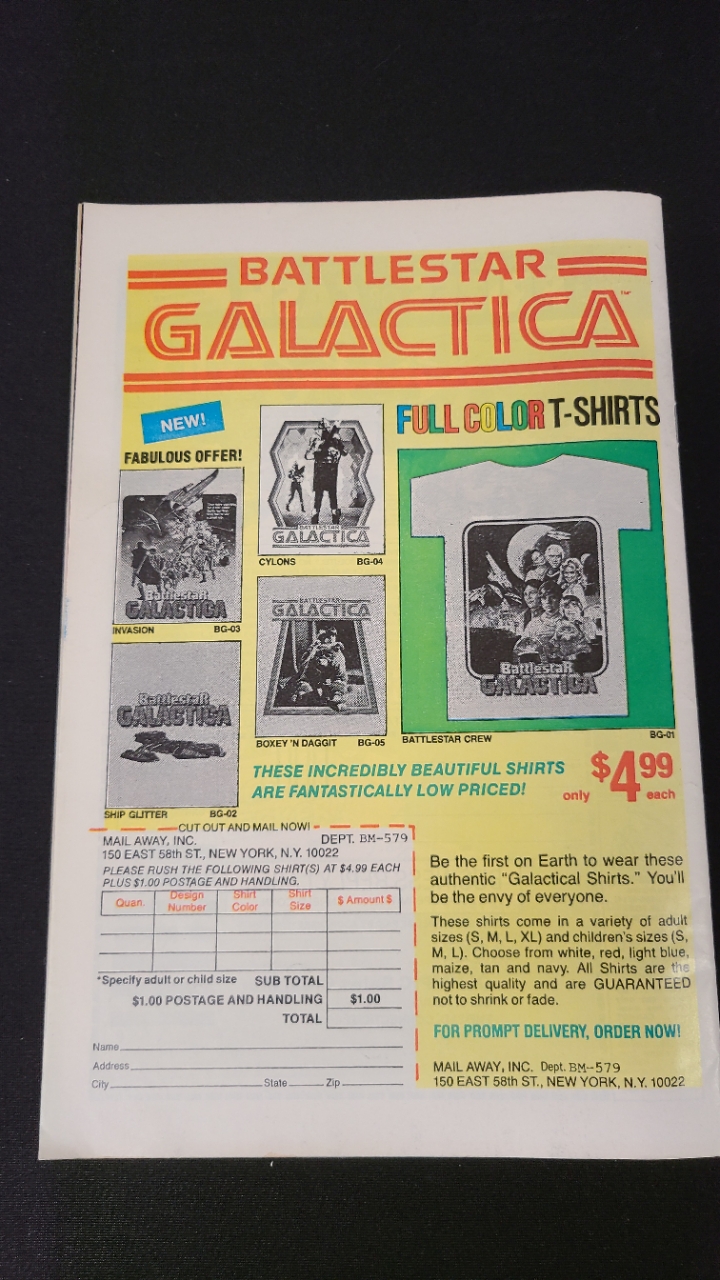 BATTLESTAR
GALACTICA™
NEW!
FABULOUS OFFER!
FULL COLOR T-SHIRTS
BATTLESTAR
GALACTICA
CYLONS BG-04
Battlestar
GALACTICA
INVASION BG-03
BATTLESTAR
GALACTICA
BOXEY 'N DAGGIT BG-05
Battlestar
GALACTICA
BATTLESTAR CREW BG-01
Battlestar
GALACTICA
SHIP GLITTER BG-02
THESE INCREDIBLY BEAUTIFUL SHIRTS
ARE FANTASTICALLY LOW PRICED!
only $4.99 each
CUT OUT AND MAIL NOW!
MAIL AWAY, INC. DEPT. BM-579
150 EAST 58th ST., NEW YORK, N.Y. 10022
PLEASE RUSH THE FOLLOWING SHIRT(S) AT $4.99 EACH
PLUS $1.00 POSTAGE AND HANDLING.
Quan. Design Number Shirt Color Shirt Size $ Amount $
*Specify adult or child size SUB TOTAL
$1.00 POSTAGE AND HANDLING $1.00
TOTAL
Name
Address
City State Zip
Be the first on Earth to wear these
authentic “Galactical Shirts.” You'll
be the envy of everyone.
These shirts come in a variety of adult
sizes (S, M, L, XL) and children's sizes (S,
M, L). Choose from white, red, light blue,
maize, tan and navy. All Shirts are the
highest quality and are GUARANTEED
not to shrink or fade.
FOR PROMPT DELIVERY, ORDER NOW!
MAIL AWAY, INC. Dept. BM--579
150 EAST 58th ST., NEW YORK, N.Y. 10022